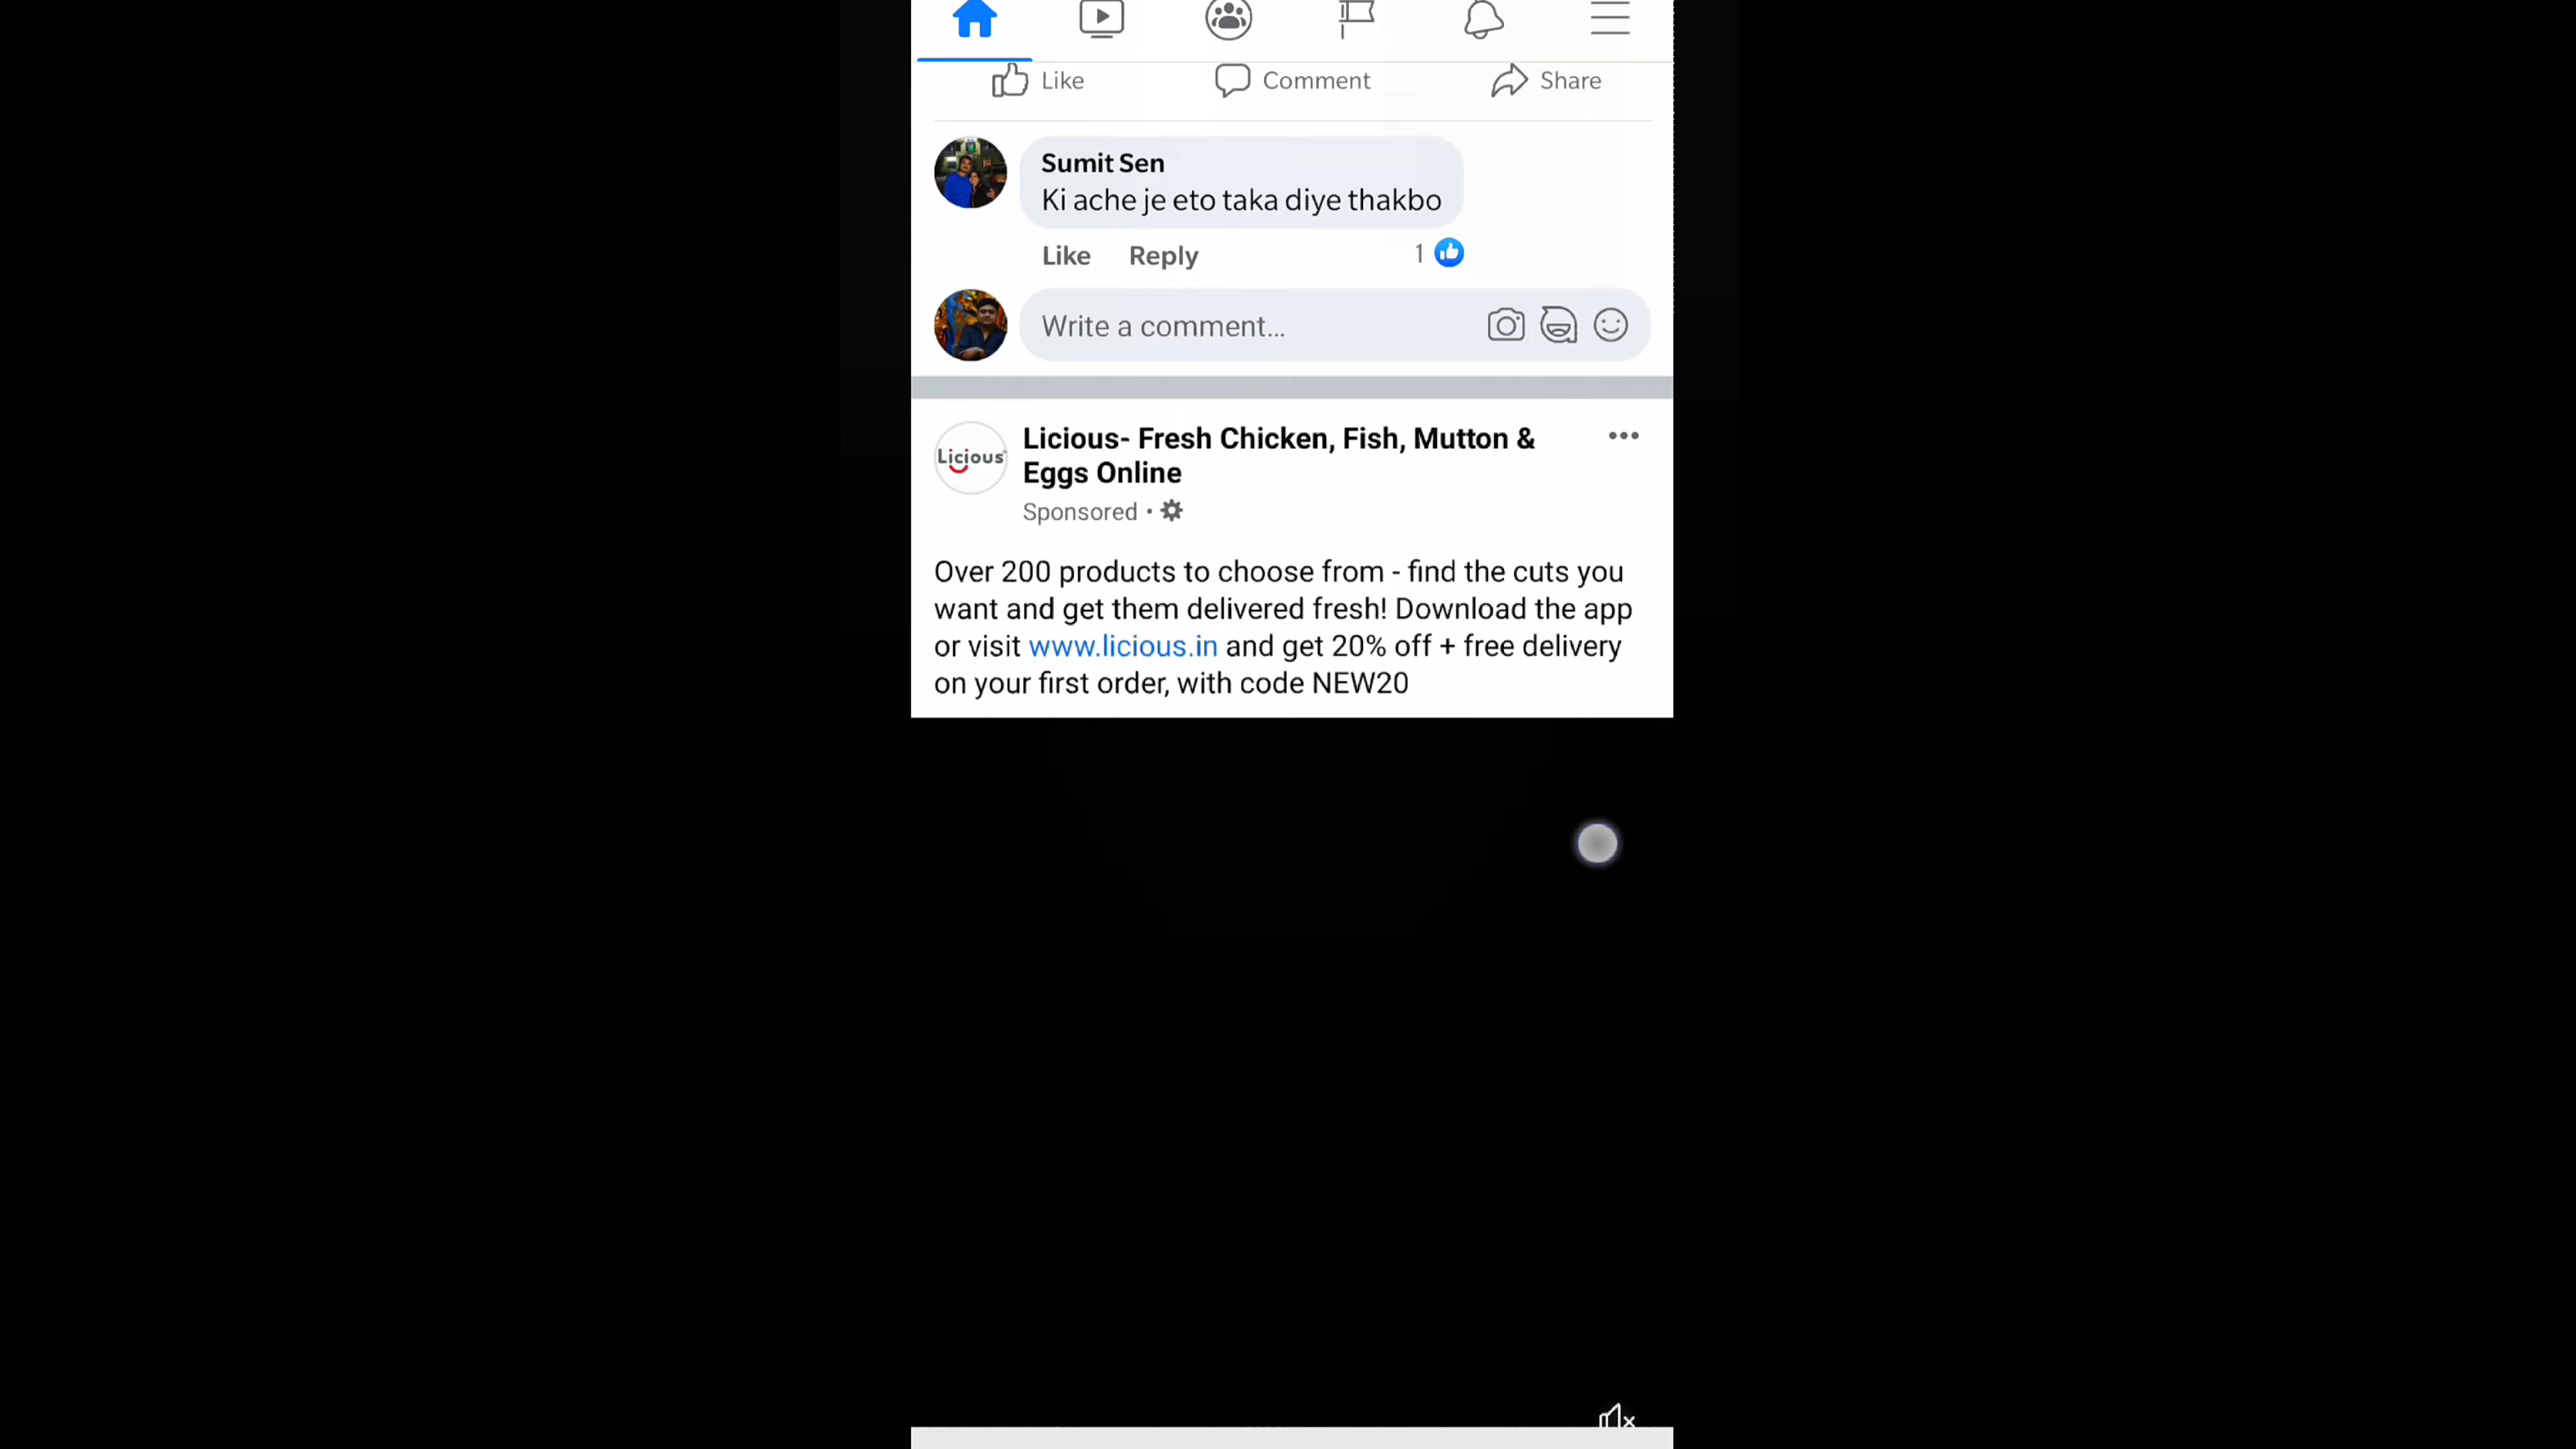 Like Comment Share
Sumit Sen
Ki ache je eto taka diye thakbo
Like Reply 1
Write a comment...
Licious
Licious- Fresh Chicken, Fish, Mutton &
Eggs Online
Sponsored •
Over 200 products to choose from - find the cuts you
want and get them delivered fresh! Download the app
or visit www.licious.in and get 20% off + free delivery
on your first order, with code NEW20